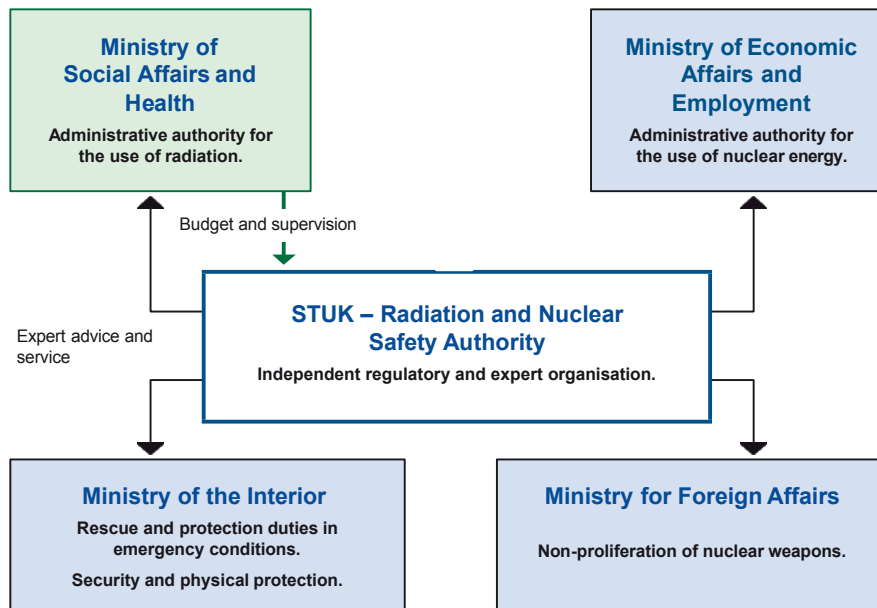 Ministry of
Social Affairs and
Health
Administrative authority for
the use of radiation.
Ministry of Economic
Affairs and
Employment
Administrative authority for
the use of nuclear energy.
Budget and supervision
STUK – Radiation and Nuclear
Safety Authority
Independent regulatory and expert organisation.
Expert advice and
service
Ministry of the Interior
Rescue and protection duties in
emergency conditions.
Security and physical protection.
Ministry for Foreign Affairs
Non-proliferation of nuclear weapons.